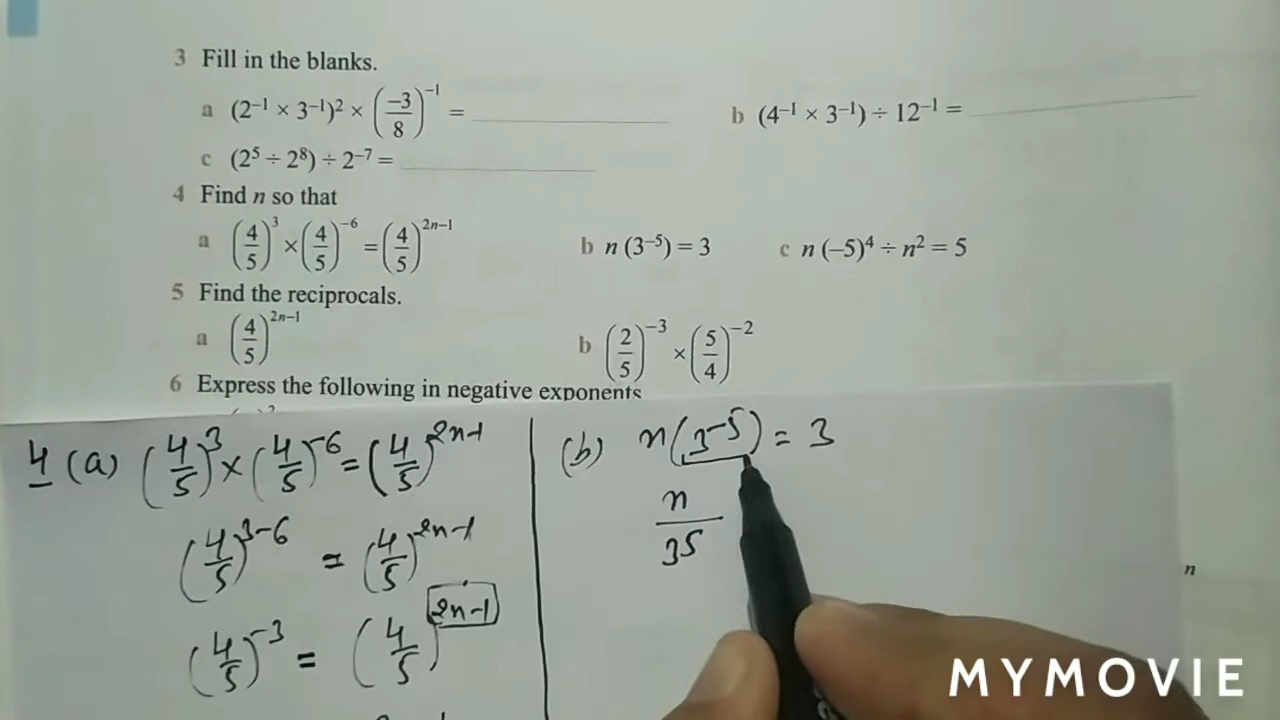 3 Fill in the blanks.
a (2⁻¹ × 3⁻¹)² × (−3/8)⁻¹ =
b (4⁻¹ × 3⁻¹) ÷ 12⁻¹ =
c (2⁵ ÷ 2⁸) ÷ 2⁻⁷ =
4 Find n so that
a (4/5)³ × (4/5)⁻⁶ = (4/5)²ⁿ⁻¹
b n (3⁻⁵) = 3
c n (−5)⁴ ÷ n² = 5
5 Find the reciprocals.
a (4/5)²ⁿ⁻¹
b (2/5)⁻³ × (5/4)⁻²
6 Express the following in negative exponents
n
4 (a) (4/5)³ × (4/5)⁻⁶ = (4/5)²ⁿ⁻¹
(4/5)³⁻⁶ = (4/5)²ⁿ⁻¹
(4/5)⁻³ = (4/5)²ⁿ⁻¹
(b) n(3⁻⁵) = 3
n/3⁵
MYMOVIE